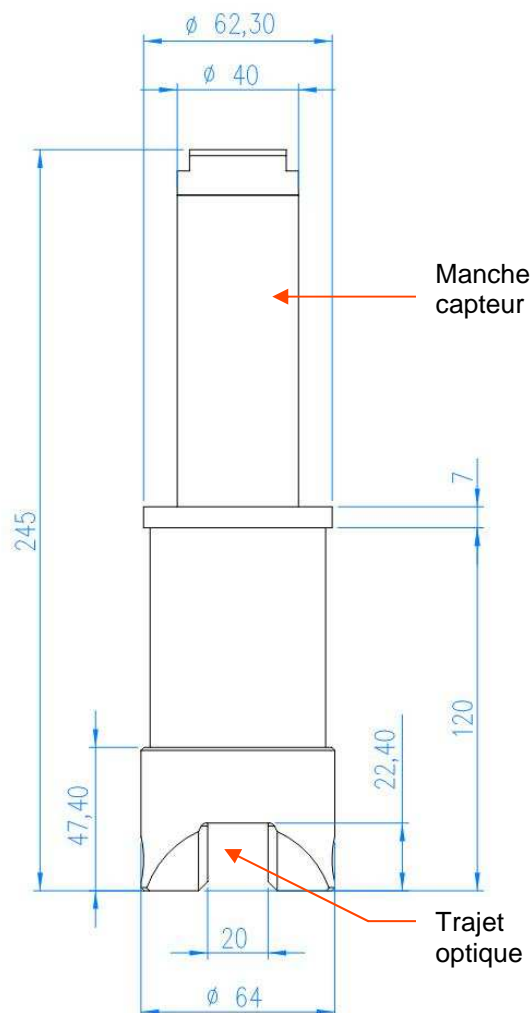 ø 62,30
ø 40
Manche
capteur
7
245
120
22,40
47,40
20
Trajet
optique
ø 64